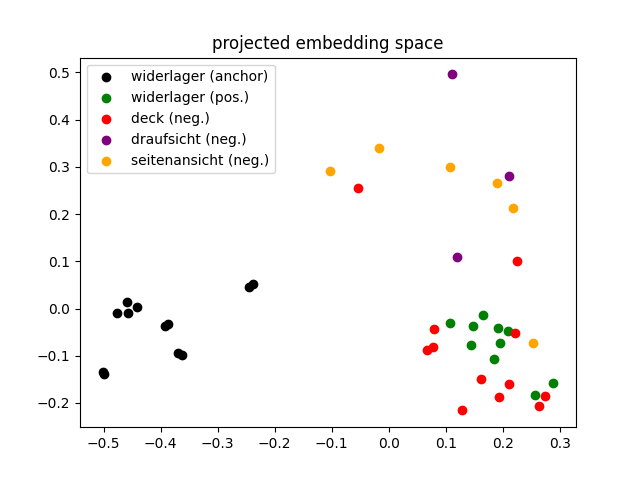 projected embedding space
widerlager (anchor)
widerlager (pos.)
deck (neg.)
draufsicht (neg.)
seitenansicht (neg.)
0.5
0.4
0.3
0.2
0.1
0.0
−0.1
−0.2
−0.5 −0.4 −0.3 −0.2 −0.1 0.0 0.1 0.2 0.3